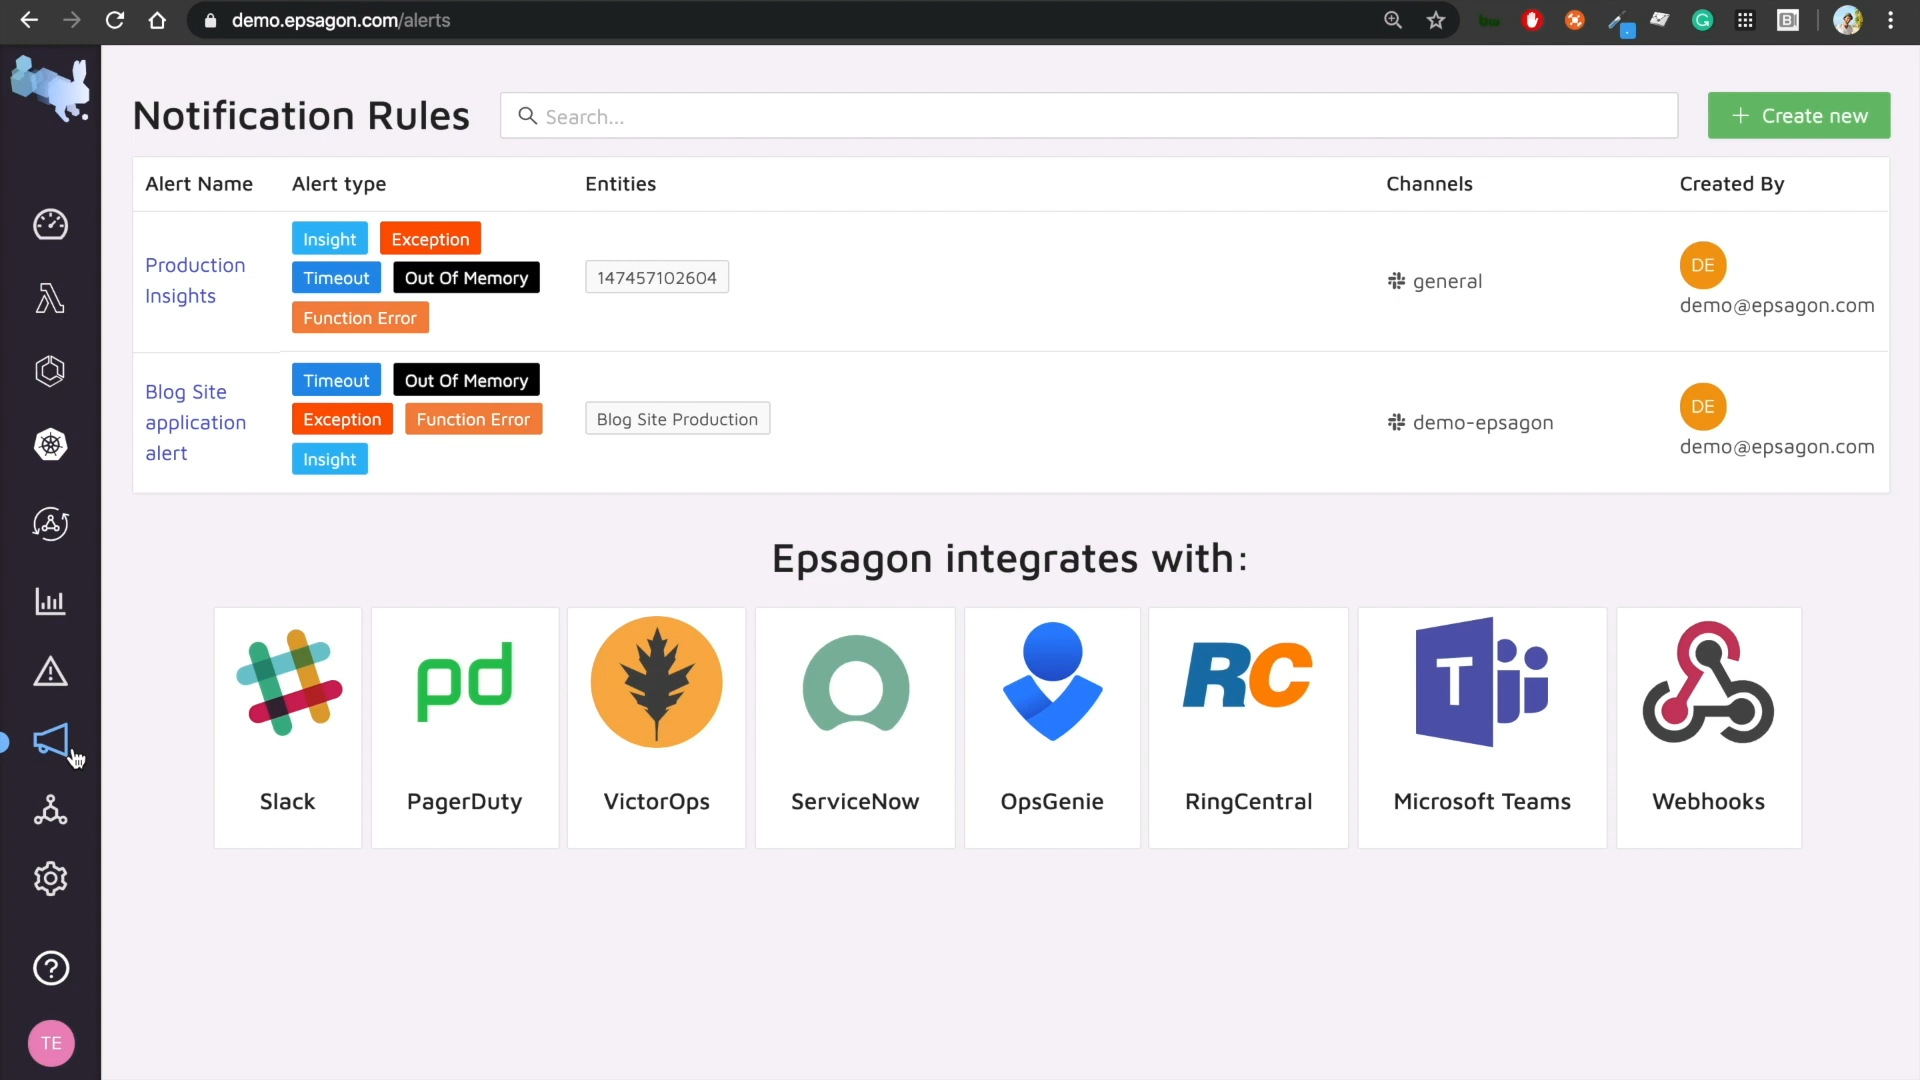 demo.epsagon.com/alerts
Notification Rules
Search...
+ Create new
Alert Name Alert type Entities Channels Created By
Production
Insights
Insight Exception
Timeout Out Of Memory
Function Error
147457102604
general
DE
demo@epsagon.com
Blog Site
application
alert
Timeout Out Of Memory
Exception Function Error
Insight
Blog Site Production
demo-epsagon
DE
demo@epsagon.com
Epsagon integrates with:
pd
RC
T
Slack PagerDuty VictorOps ServiceNow OpsGenie RingCentral Microsoft Teams Webhooks
TE